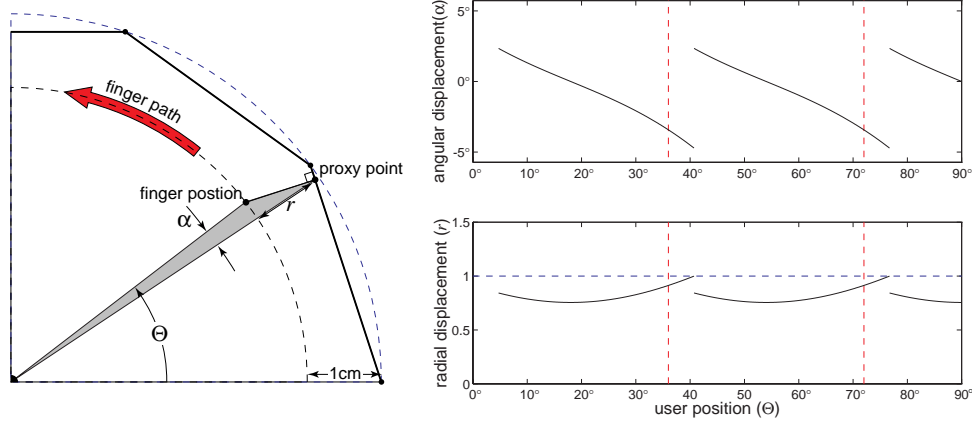 finger path
proxy point
finger postion
α
r
Θ
1cm
angular displacement(α)
5°
0°
-5°
0° 10° 20° 30° 40° 50° 60° 70° 80° 90°
radial displacement (r)
1.5
1
0.5
0
0° 10° 20° 30° 40° 50° 60° 70° 80° 90°
user position (Θ)